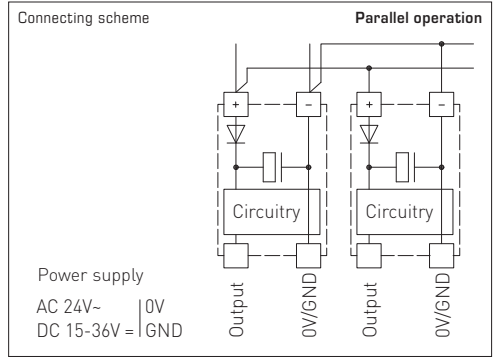 Connecting scheme
Parallel operation
+ − + −
Circuitry Circuitry
Output 0V/GND Output 0V/GND
Power supply
AC 24V~ 0V
DC 15-36V = GND